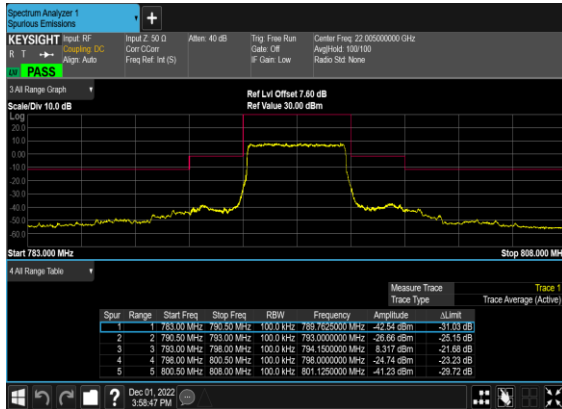 Spectrum Analyzer 1
Spurious Emissions
KEYSIGHT Input: RF Input Z: 50 Ω Atten: 40 dB Trig: Free Run Center Freq: 22.005000000 GHz
R T Coupling: DC Corr CCorr Gate: Off Avg|Hold: 100/100
Align: Auto Freq Ref: Int (S) IF Gain: Low Radio Std: None
LXI PASS
3 All Range Graph
Scale/Div 10.0 dB
Ref Lvl Offset 7.60 dB
Ref Value 30.00 dBm
Log
20.0
10.0
0.00
-10.0
-20.0
-30.0
-40.0
-50.0
-60.0
Start 783.000 MHz Stop 808.000 MH
4 All Range Table
Measure Trace Trace 1
Trace Type Trace Average (Active)
Spur Range Start Freq Stop Freq RBW Frequency Amplitude ΔLimit
1 1 783.00 MHz 790.50 MHz 100.0 kHz 789.7625000 MHz -42.54 dBm -31.03 dB
2 2 790.50 MHz 793.00 MHz 100.0 kHz 793.0000000 MHz -26.66 dBm -25.15 dB
3 3 793.00 MHz 798.00 MHz 100.0 kHz 794.1500000 MHz 8.317 dBm -21.68 dB
4 4 798.00 MHz 800.50 MHz 100.0 kHz 798.0000000 MHz -24.74 dBm -23.23 dB
5 5 800.50 MHz 808.00 MHz 100.0 kHz 801.1250000 MHz -41.23 dBm -29.72 dB
Dec 01, 2022
3:58:47 PM